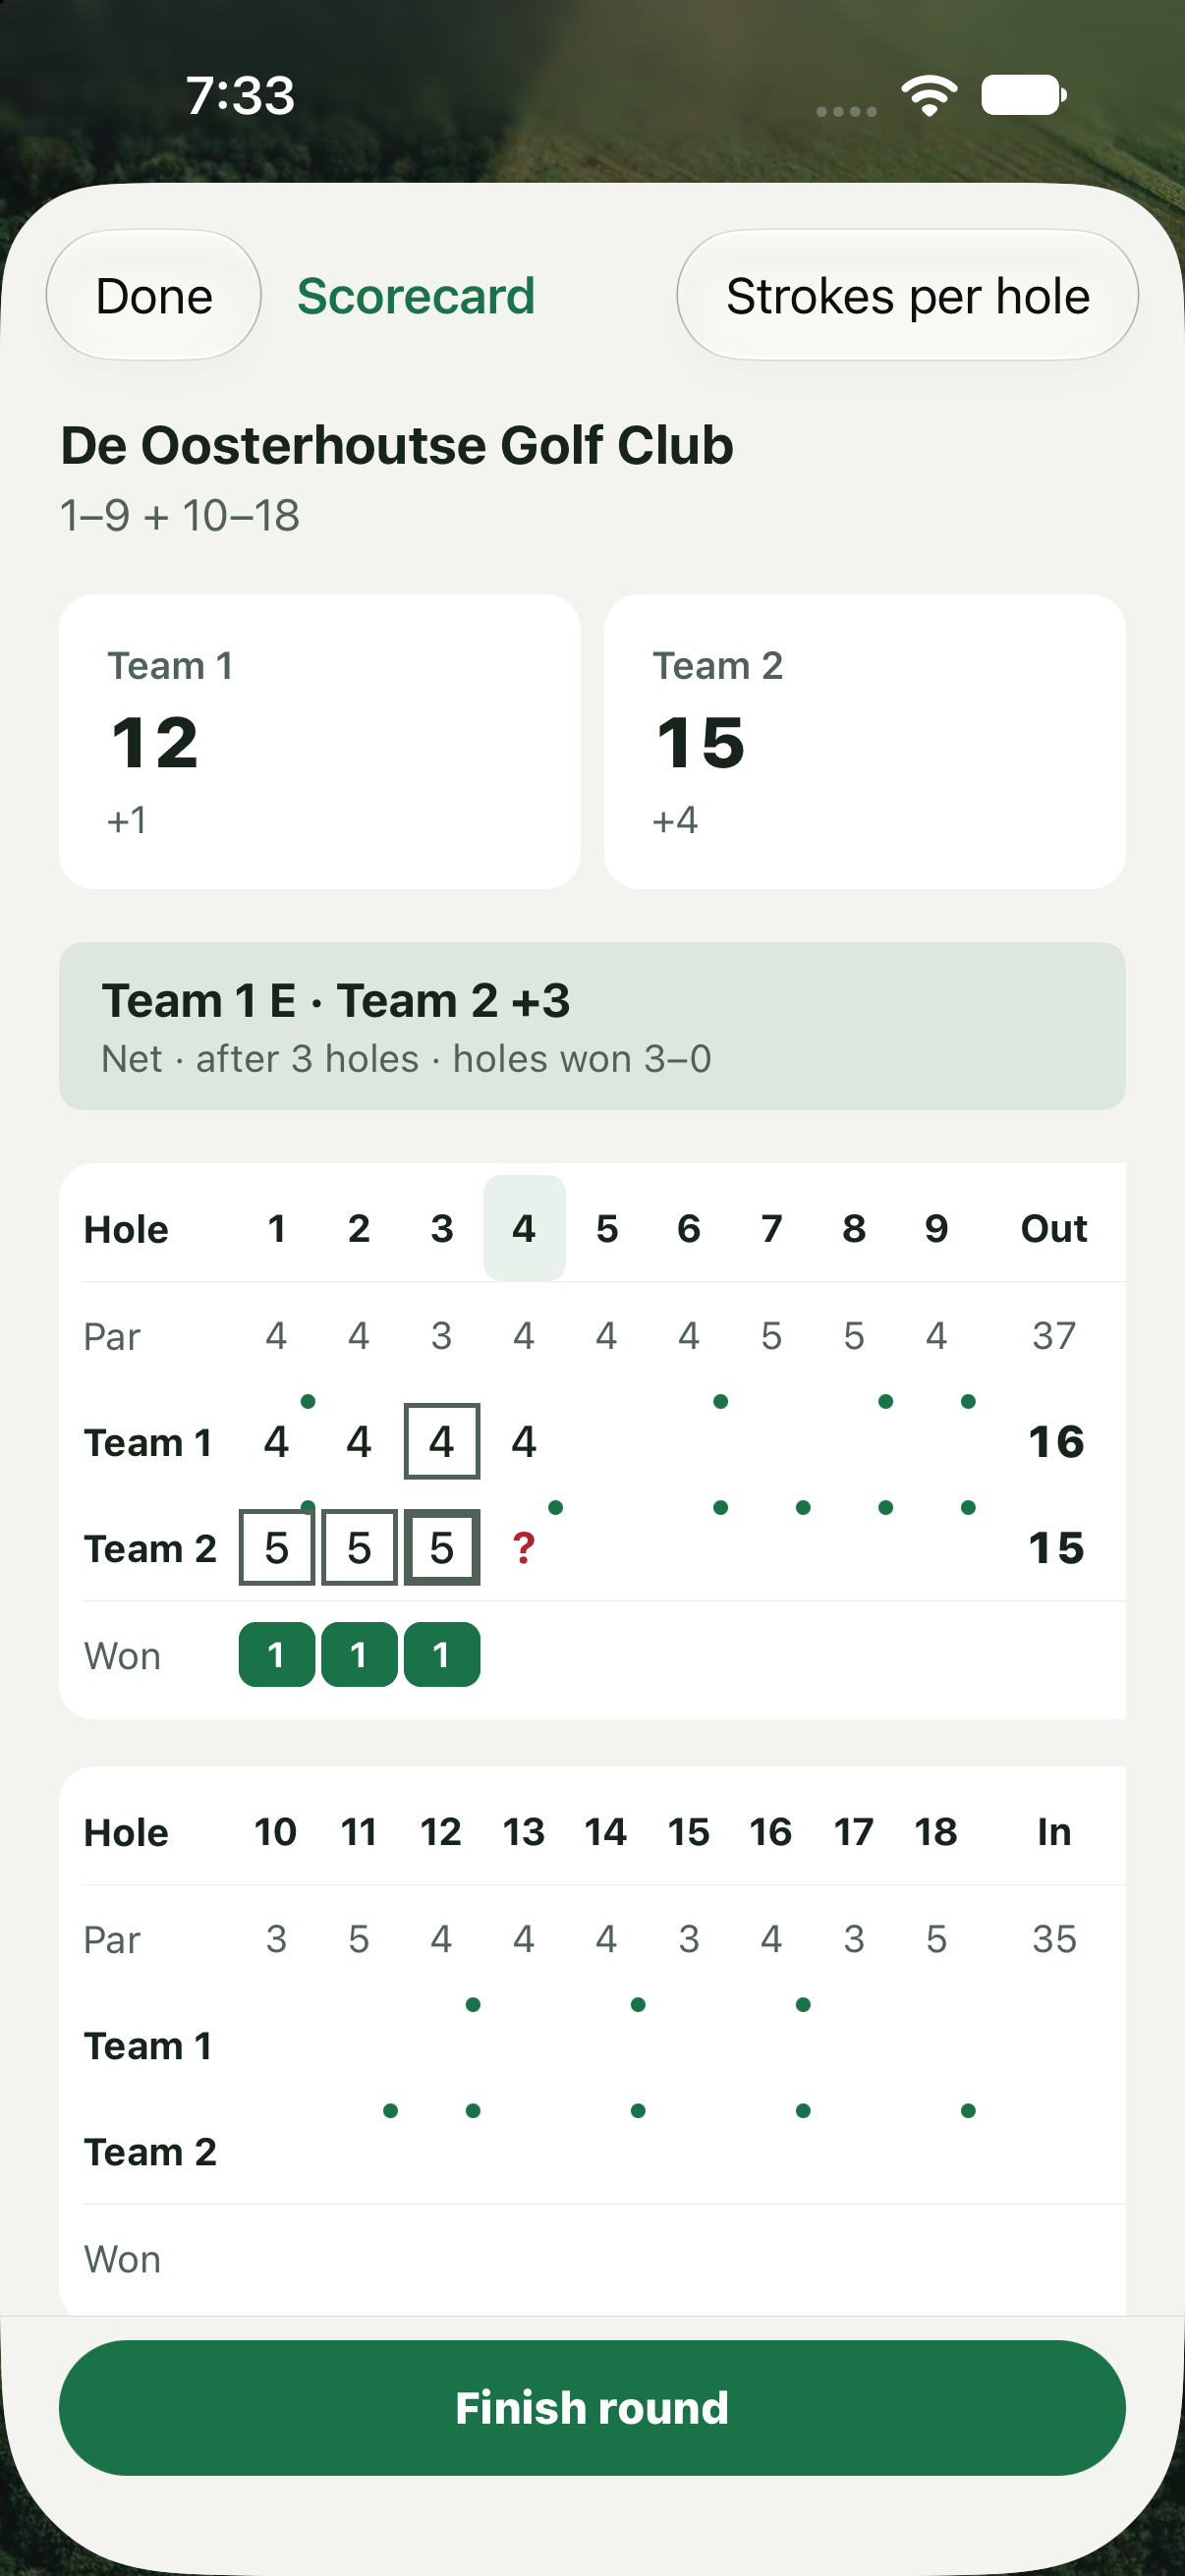 7:33
Done Scorecard Strokes per hole
De Oosterhoutse Golf Club
1–9 + 10–18
Team 1 Team 2
12 15
+1 +4
Team 1 E · Team 2 +3
Net · after 3 holes · holes won 3–0
Hole 1 2 3 4 5 6 7 8 9 Out
Par 4 4 3 4 4 4 5 5 4 37
Team 1 4 4 4 4 16
Team 2 5 5 5 ? 15
Won 1 1 1
Hole 10 11 12 13 14 15 16 17 18 In
Par 3 5 4 4 4 3 4 3 5 35
Team 1
Team 2
Won
Finish round